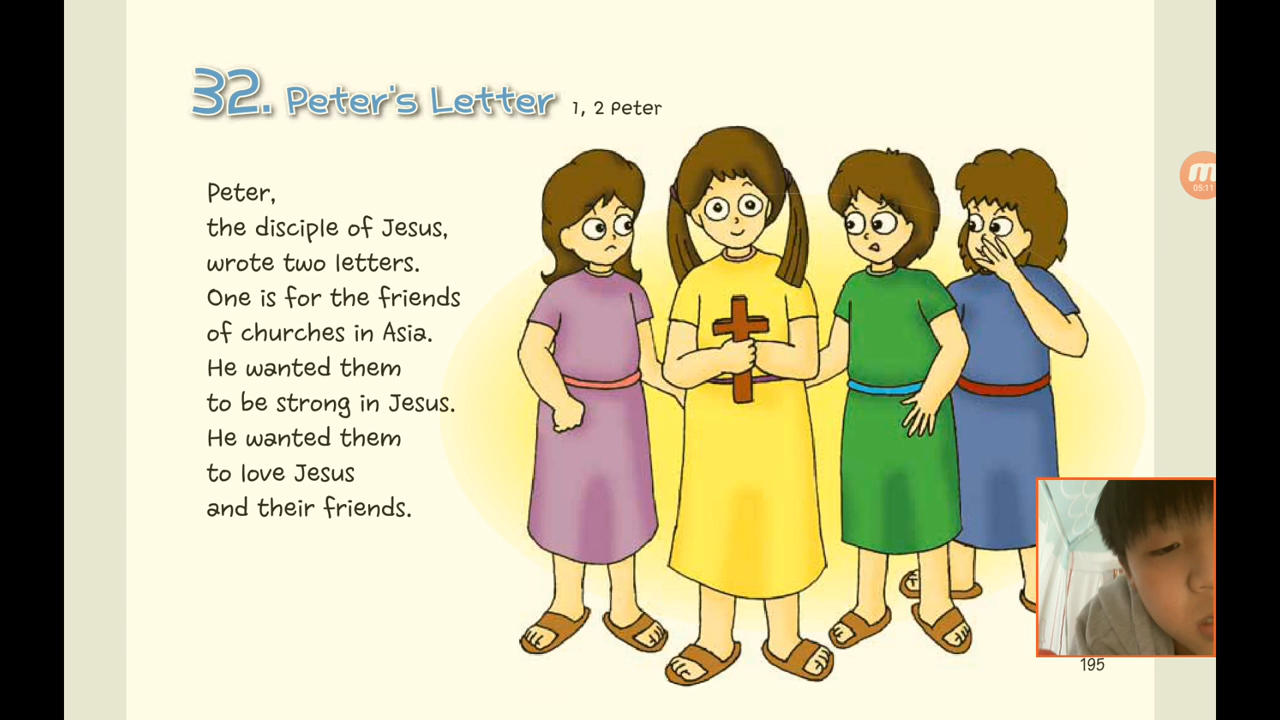 32. Peter's Letter 1, 2 Peter
Peter,
the disciple of Jesus,
wrote two letters.
One is for the friends
of churches in Asia.
He wanted them
to be strong in Jesus.
He wanted them
to love Jesus
and their friends.
05:11
195